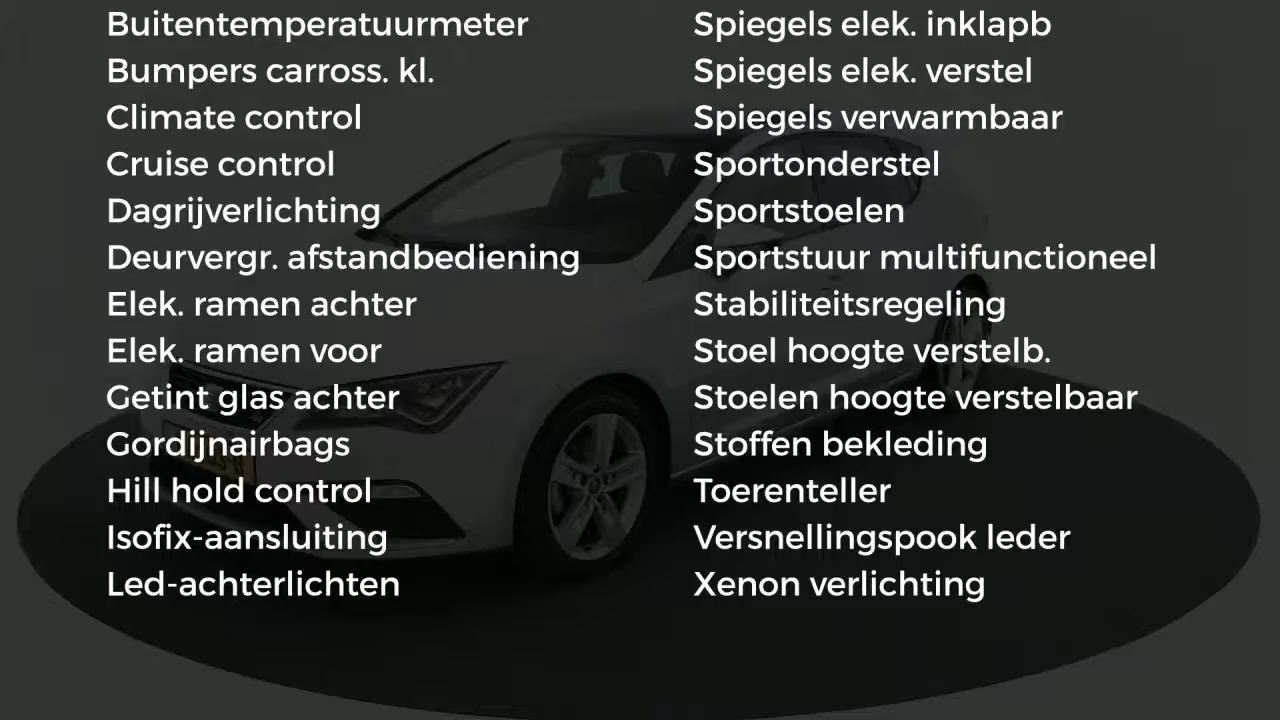 Buitentemperatuurmeter
Bumpers carross. kl.
Climate control
Cruise control
Dagrijverlichting
Deurvergr. afstandbediening
Elek. ramen achter
Elek. ramen voor
Getint glas achter
Gordijnairbags
Hill hold control
Isofix-aansluiting
Led-achterlichten
Spiegels elek. inklapb
Spiegels elek. verstel
Spiegels verwarmbaar
Sportonderstel
Sportstoelen
Sportstuur multifunctioneel
Stabiliteitsregeling
Stoel hoogte verstelb.
Stoelen hoogte verstelbaar
Stoffen bekleding
Toerenteller
Versnellingspook leder
Xenon verlichting